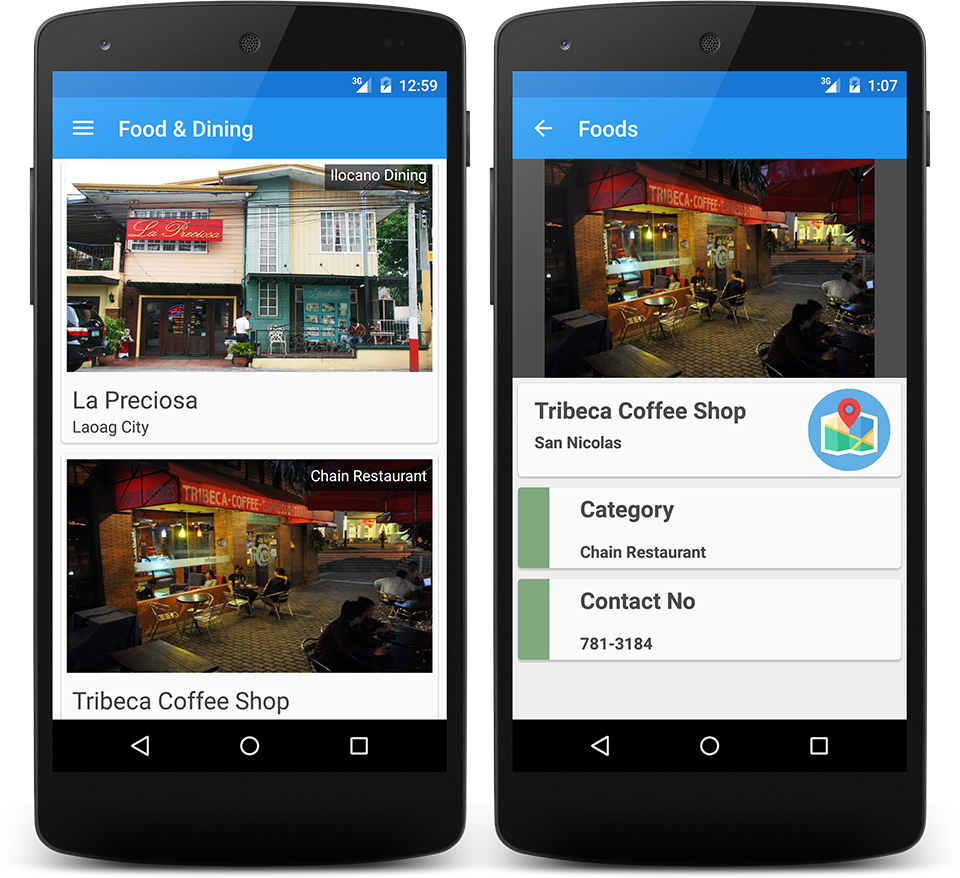 3G 12:59
Food & Dining
Ilocano Dining
La Preciosa
La Preciosa
Laoag City
Chain Restaurant
TRIBECA·COFFEE·
Tribeca Coffee Shop
3G 1:07
Foods
TRIBECA·COFFEE·
Tribeca Coffee Shop
San Nicolas
Category
Chain Restaurant
Contact No
781-3184